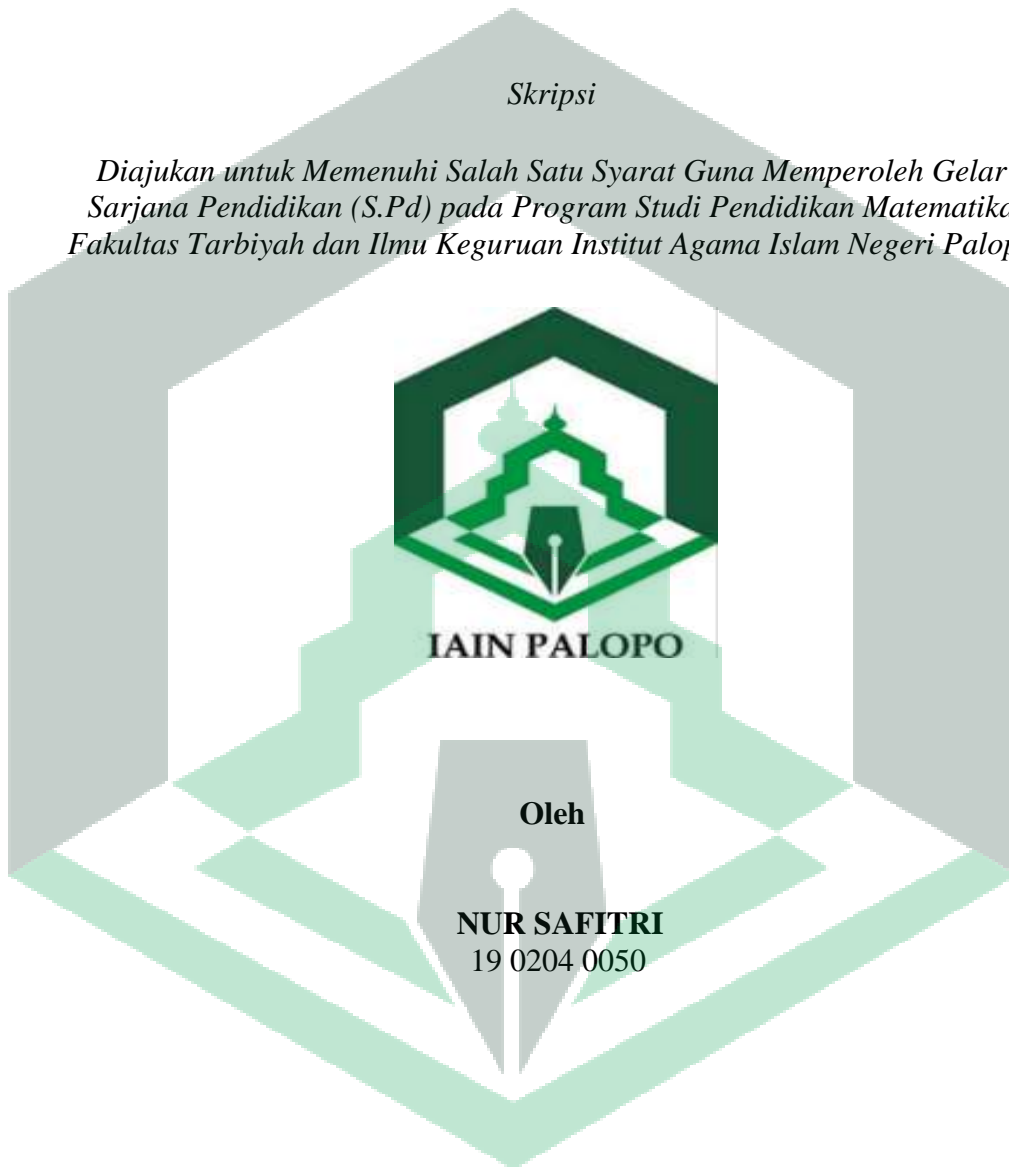 Skripsi
Diajukan untuk Memenuhi Salah Satu Syarat Guna Memperoleh Gelar
Sarjana Pendidikan (S.Pd) pada Program Studi Pendidikan Matematika
Fakultas Tarbiyah dan Ilmu Keguruan Institut Agama Islam Negeri Palop
IAIN PALOPO
Oleh
NUR SAFITRI
19 0204 0050